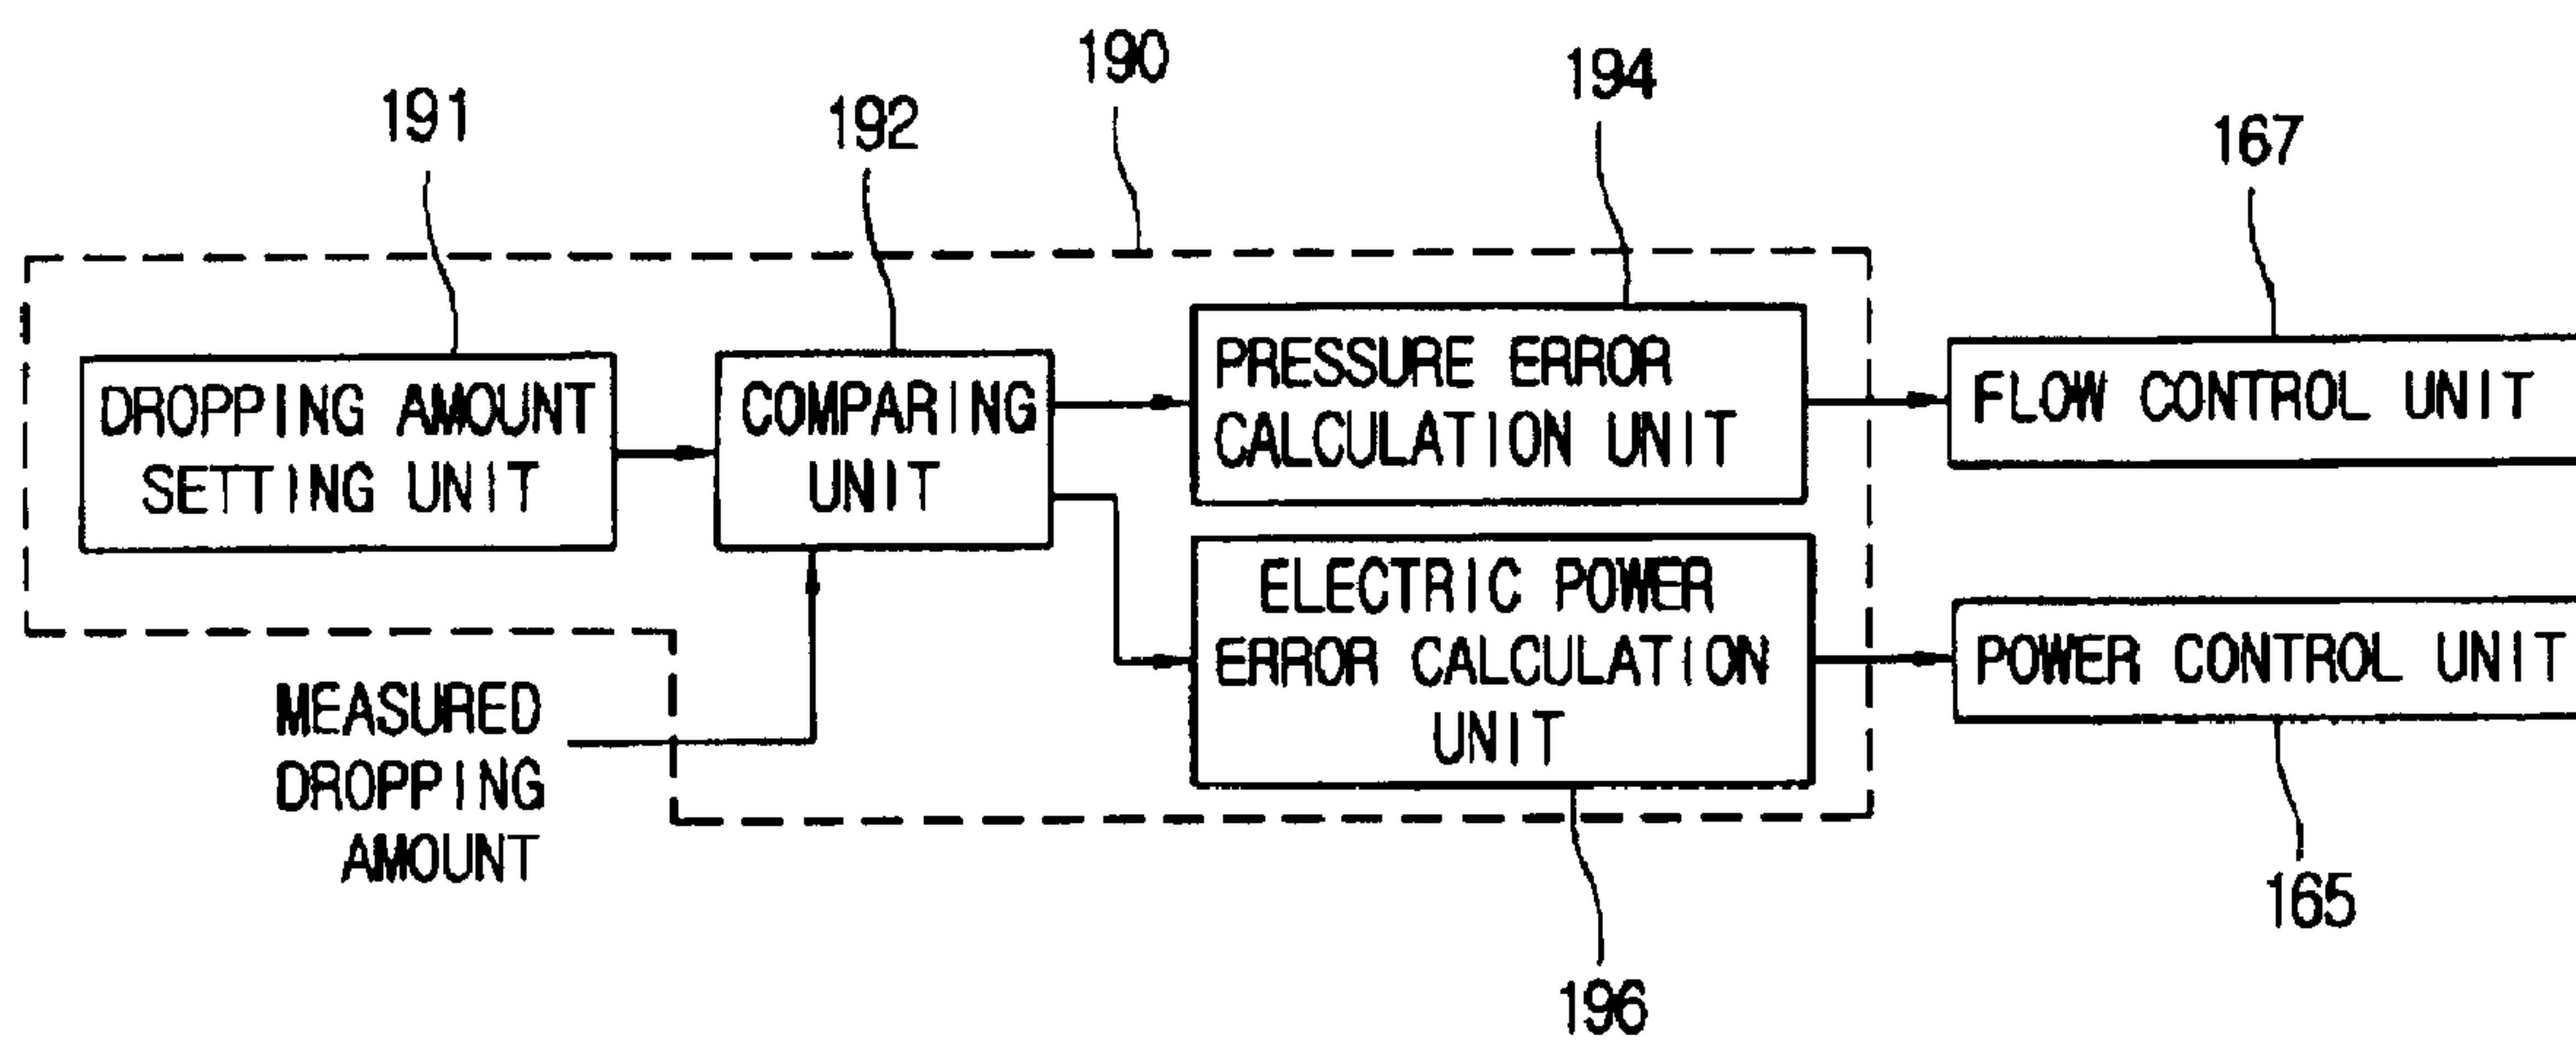 190
194
191
192
167
DROPPING AMOUNT
SETTING UNIT
COMPARING
UNIT
PRESSURE ERROR
CALCULATION UNIT
FLOW CONTROL UNIT
ELECTRIC POWER
ERROR CALCULATION
UNIT
POWER CONTROL UNIT
MEASURED
DROPPING
AMOUNT
165
196